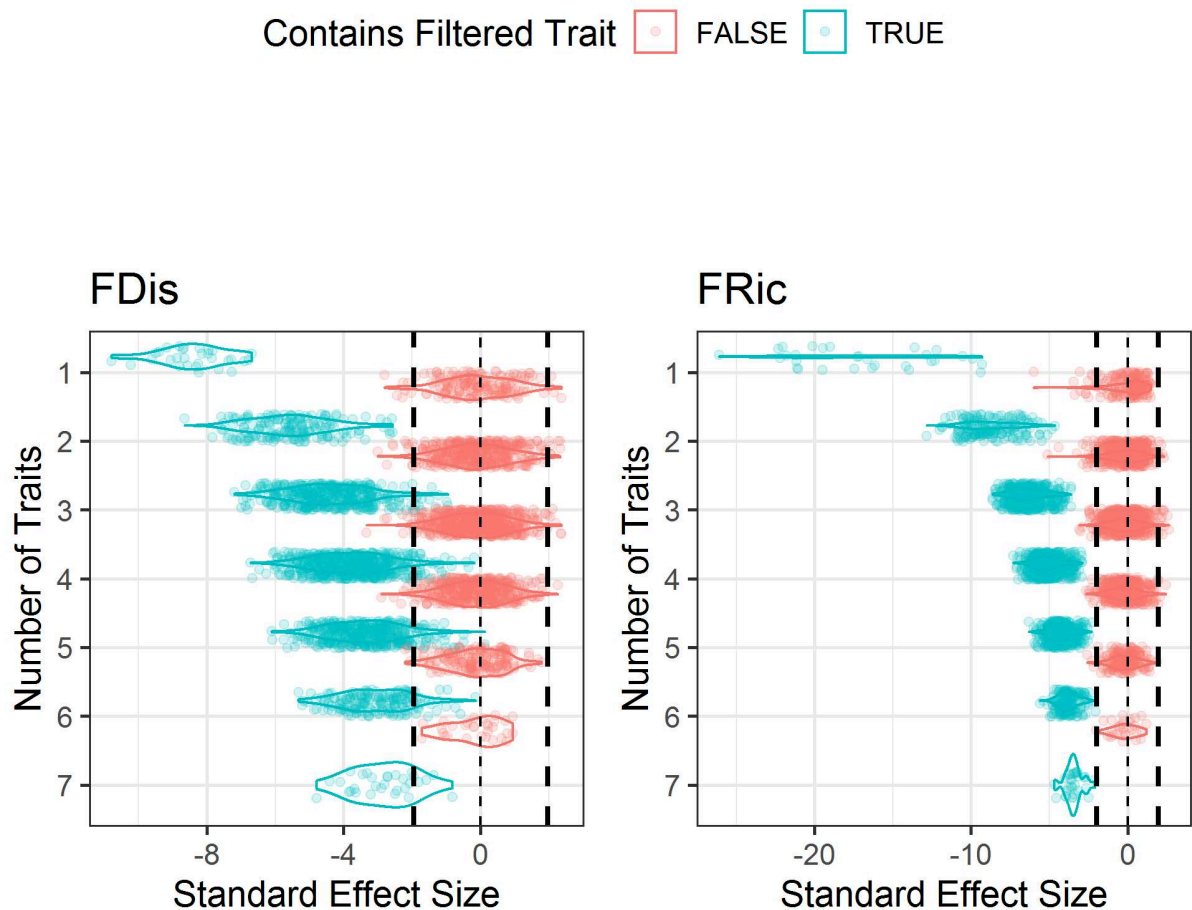 Contains Filtered Trait FALSE TRUE
FDis
Number of Traits
1
2
3
4
5
6
7
-8 -4 0
Standard Effect Size
FRic
Number of Traits
1
2
3
4
5
6
7
-20 -10 0
Standard Effect Size